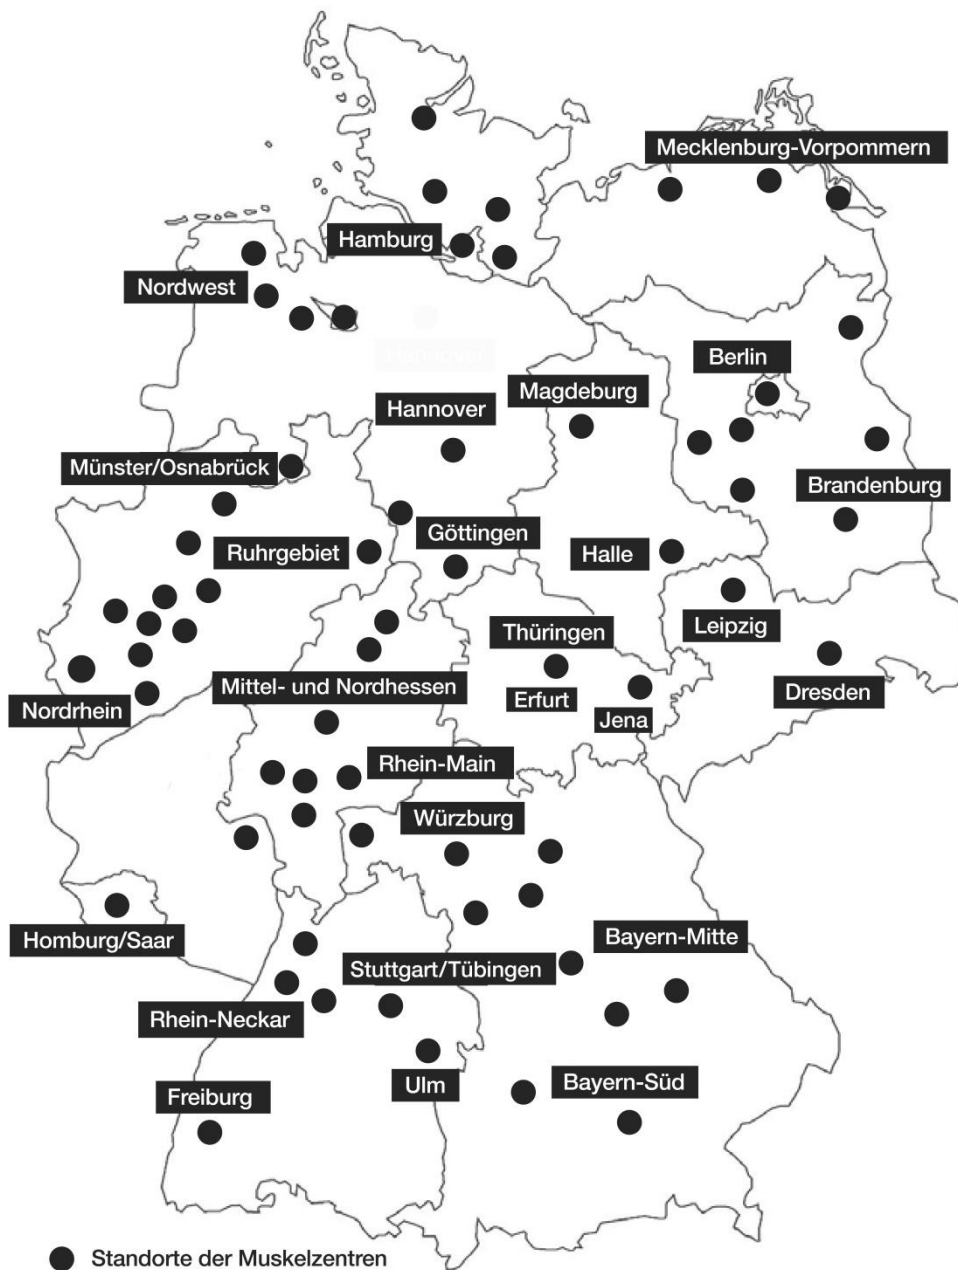 Mecklenburg-Vorpommern
Hamburg
Nordwest
Berlin
Magdeburg
Hannover
Münster/Osnabrück
Brandenburg
Göttingen
Ruhrgebiet
Halle
Leipzig
Thüringen
Mittel- und Nordhessen
Erfurt
Dresden
Nordrhein
Jena
Rhein-Main
Würzburg
Bayern-Mitte
Homburg/Saar
Stuttgart/Tübingen
Rhein-Neckar
Bayern-Süd
Ulm
Freiburg
Standorte der Muskelzentren